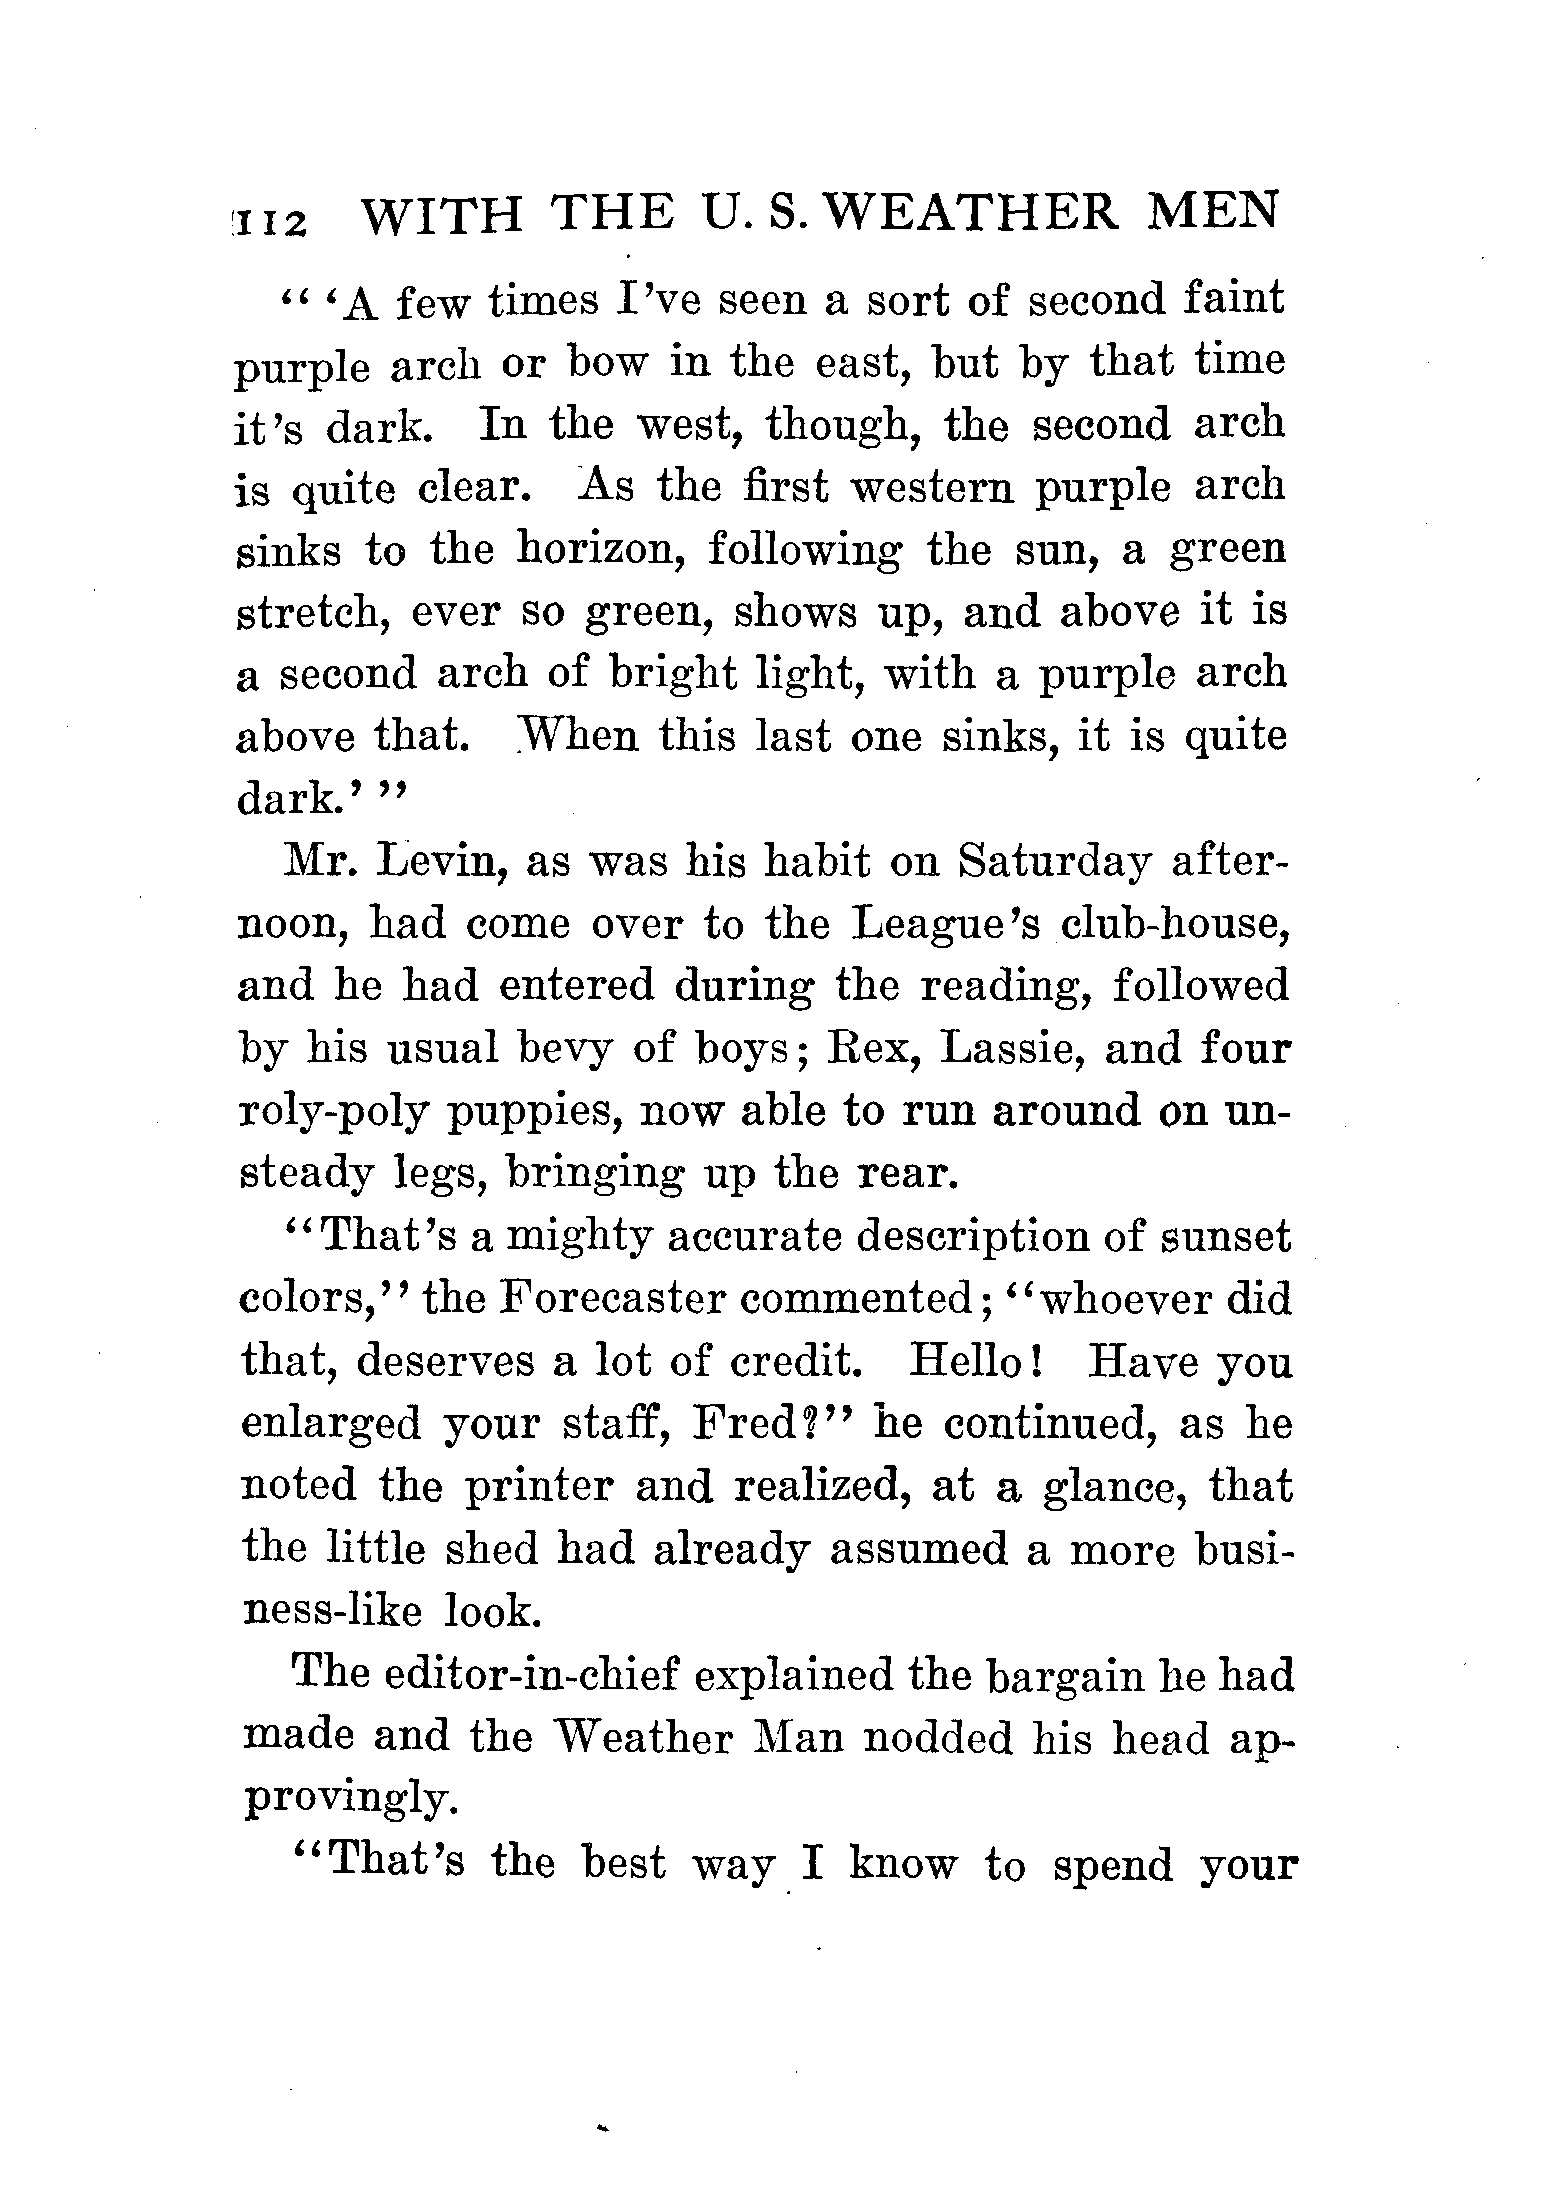 112 WITH THE U. S. WEATHER MEN
“ ‘A few times I’ve seen a sort of second faint
purple arch or bow in the east, but by that time
it’s dark. In the west, though, the second arch
is quite clear. As the first western purple arch
sinks to the horizon, following the sun, a green
stretch, ever so green, shows up, and above it is
a second arch of bright light, with a purple arch
above that. When this last one sinks, it is quite
dark.’ ”
Mr. Levin, as was his habit on Saturday after-
noon, had come over to the League’s club-house,
and he had entered during the reading, followed
by his usual bevy of boys; Rex, Lassie, and four
roly-poly puppies, now able to run around on un-
steady legs, bringing up the rear.
“That’s a mighty accurate description of sunset
colors,” the Forecaster commented; “whoever did
that, deserves a lot of credit. Hello! Have you
enlarged your staff, Fred?” he continued, as he
noted the printer and realized, at a glance, that
the little shed had already assumed a more busi-
ness-like look.
The editor-in-chief explained the bargain he had
made and the Weather Man nodded his head ap-
provingly.
“That’s the best way I know to spend your